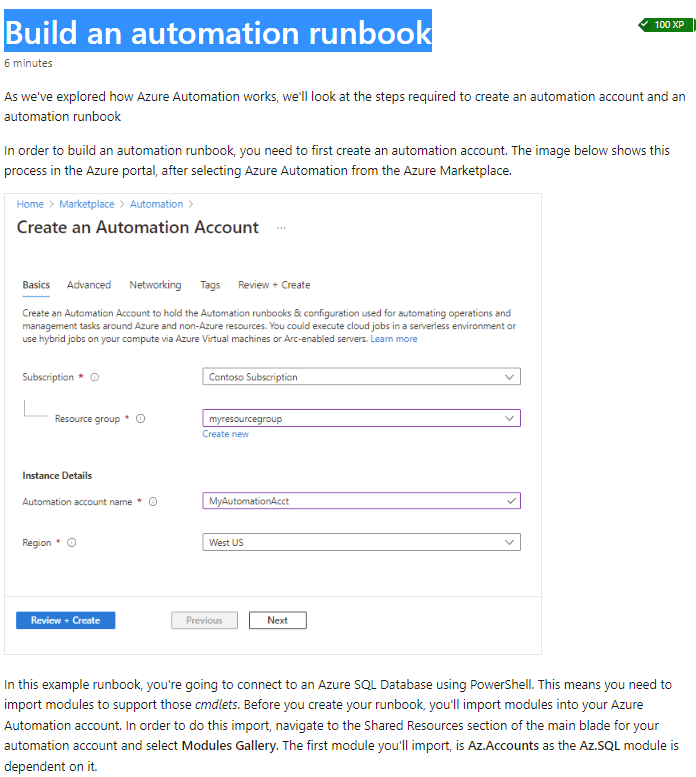 Build an automation runbook
100 XP
6 minutes
As we've explored how Azure Automation works, we'll look at the steps required to create an automation account and an
automation runbook
In order to build an automation runbook, you need to first create an automation account. The image below shows this
process in the Azure portal, after selecting Azure Automation from the Azure Marketplace.
Home > Marketplace > Automation >
Create an Automation Account ...
Basics Advanced Networking Tags Review + Create
Create an Automation Account to hold the Automation runbooks & configuration used for automating operations and
management tasks around Azure and non-Azure resources. You could execute cloud jobs in a serverless environment or
use hybrid jobs on your compute via Azure Virtual machines or Arc-enabled servers. Learn more
Subscription * Contoso Subscription
Resource group * myresourcegroup
Create new
Instance Details
Automation account name * MyAutomationAcct
Region * West US
Review + Create Previous Next
In this example runbook, you're going to connect to an Azure SQL Database using PowerShell. This means you need to
import modules to support those cmdlets. Before you create your runbook, you'll import modules into your Azure
Automation account. In order to do this import, navigate to the Shared Resources section of the main blade for your
automation account and select Modules Gallery. The first module you'll import, is Az.Accounts as the Az.SQL module is
dependent on it.